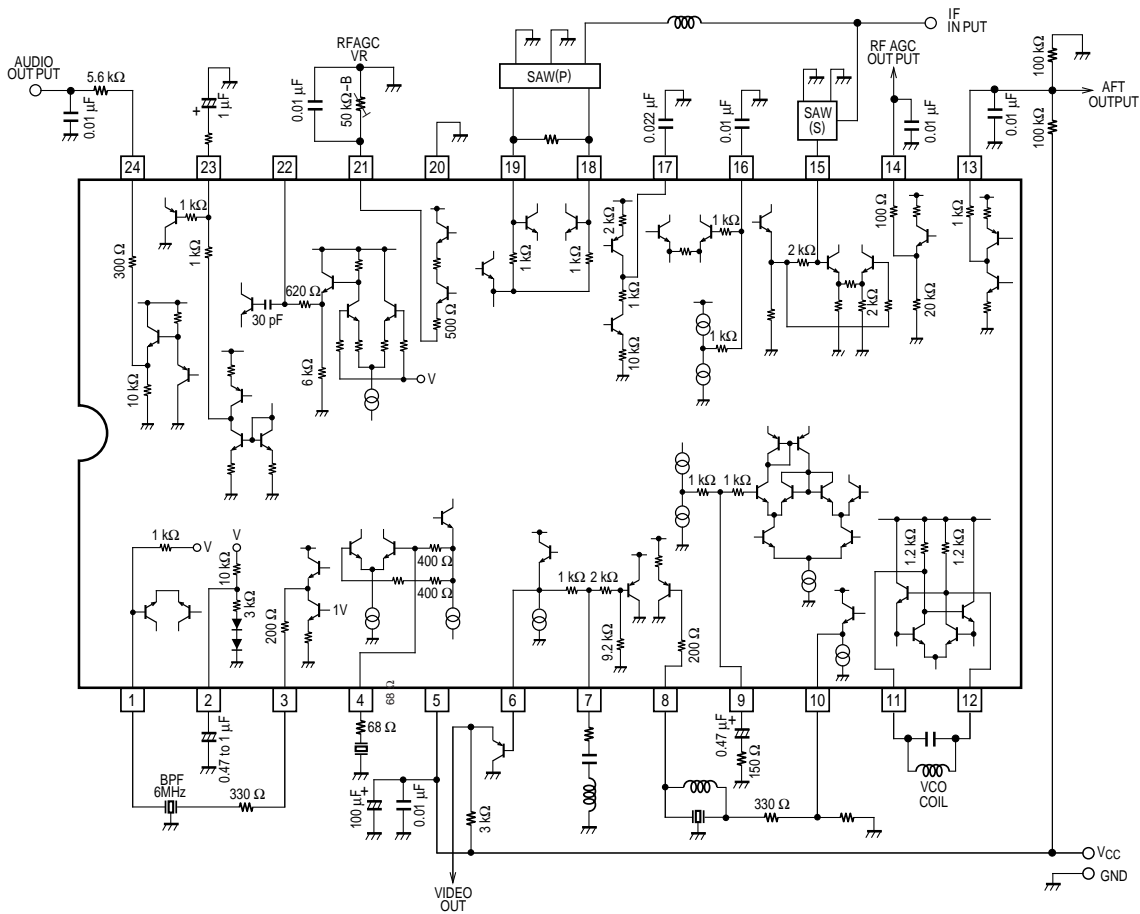 AUDIO
OUTPUT
5.6 kΩ
0.01 µF
+
1 µF
RFAGC
VR
0.01 µF
50 kΩ–B
SAW(P)
IF
INPUT
0.022 µF
0.01 µF
SAW
(S)
RF AGC
OUTPUT
0.01 µF
0.01 µF
100 kΩ
100 kΩ
AFT
OUTPUT
24
23
22
21
20
19
18
17
16
15
14
13
300 Ω
1 kΩ
1 kΩ
10 kΩ
30 pF
620 Ω
6 kΩ
V
500 Ω
1 kΩ
1 kΩ
2 kΩ
1 kΩ
10 kΩ
1 kΩ
1 kΩ
2 kΩ
2 kΩ
100 Ω
20 kΩ
1 kΩ
1 kΩ
V
V
10 kΩ
3 kΩ
200 Ω
1V
400 Ω
400 Ω
1 kΩ
2 kΩ
9.2 kΩ
200 Ω
1 kΩ
1 kΩ
1.2 kΩ
1.2 kΩ
68 Ω
1
2
3
4
5
6
7
8
9
10
11
12
0.47 to 1 µF
68 Ω
BPF
6MHz
330 Ω
100 µF
+
0.01 µF
3 kΩ
VIDEO
OUT
0.47 µF
+
150 Ω
330 Ω
VCO
COIL
VCC
GND